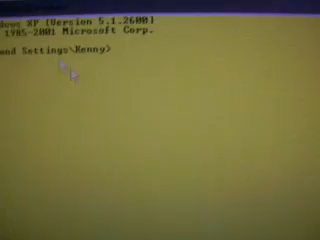 dows XP [Version 5.1.2600]
1985-2001 Microsoft Corp.
and Settings\Kenny>